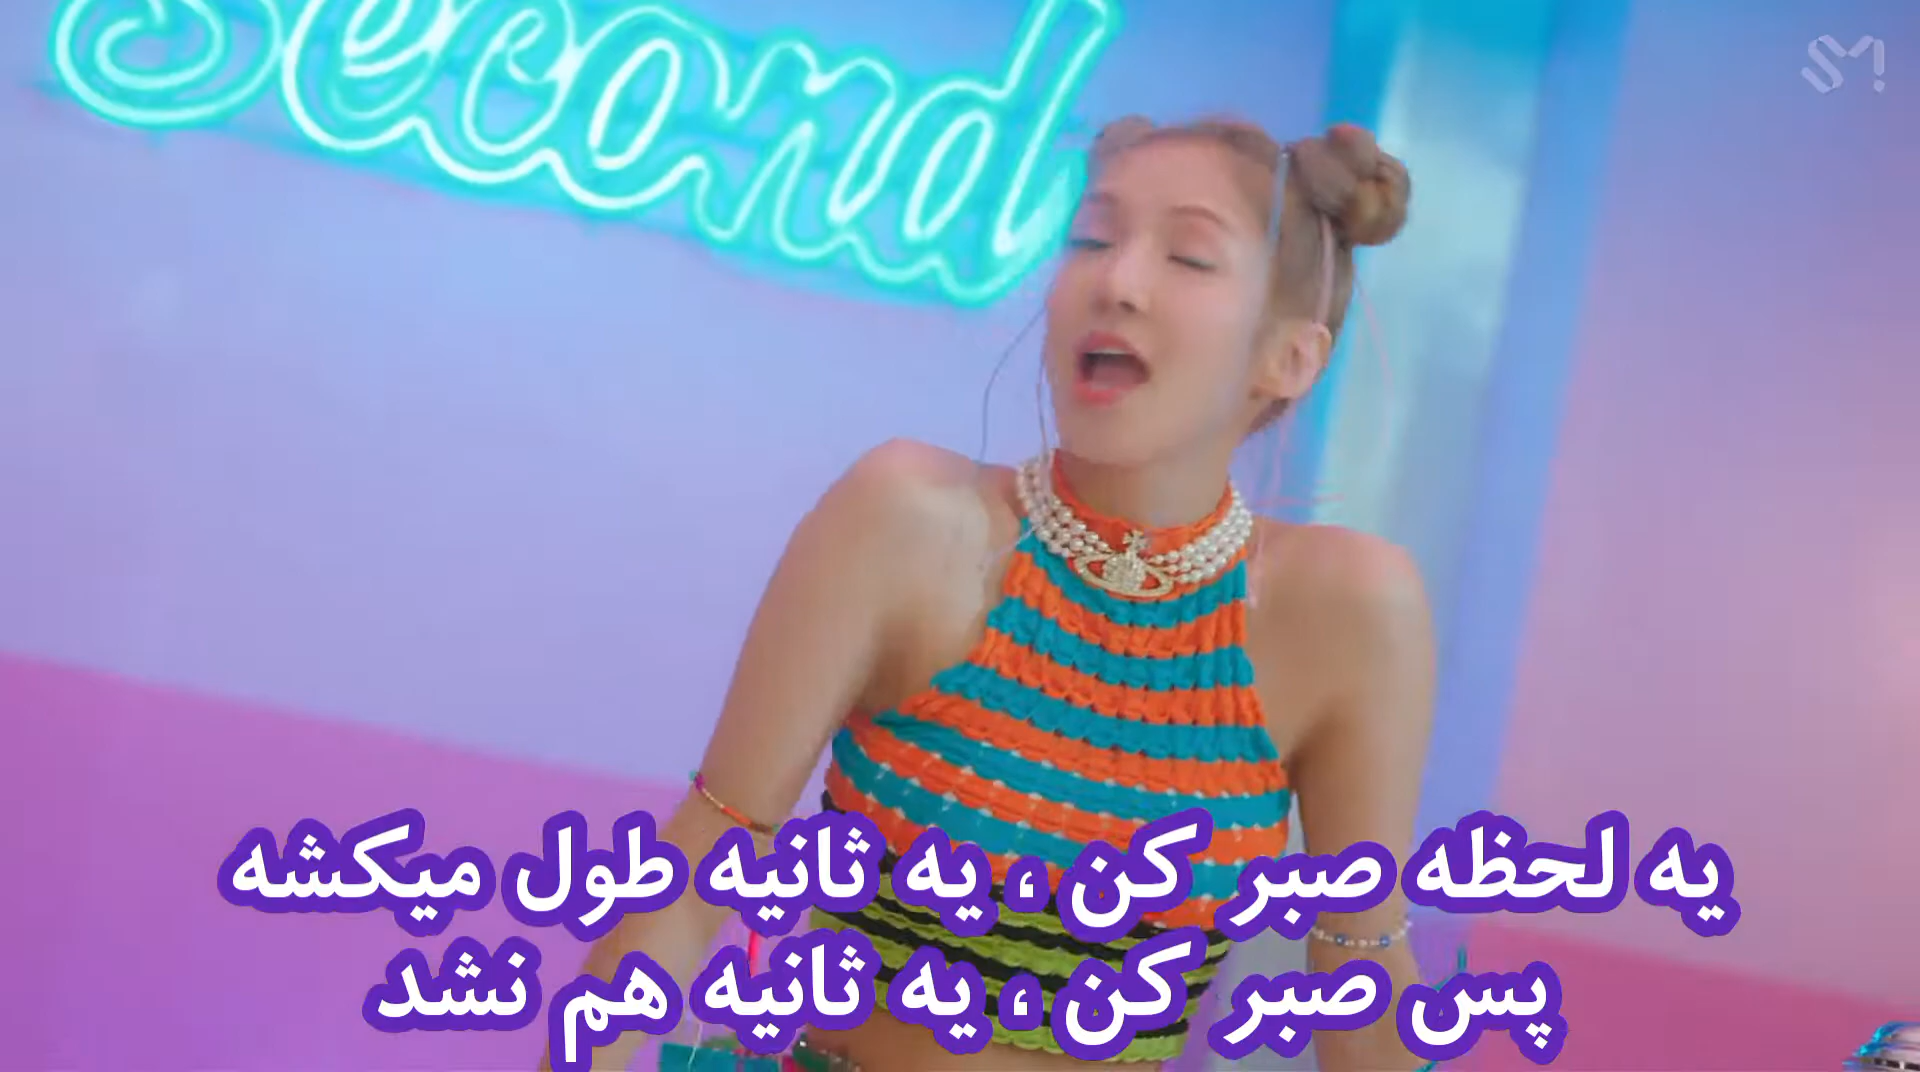 Second
SM!
یه لحظه صبر کن ، یه ثانیه طول میکشه
پس صبر کن ، یه ثانیه هم نشد